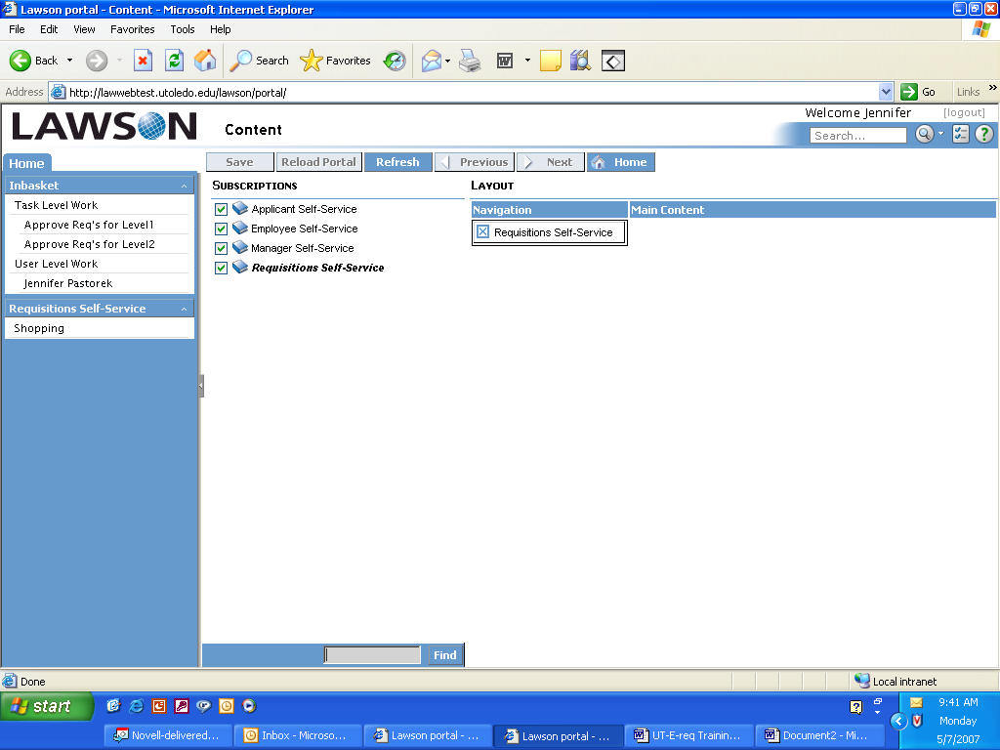 Lawson portal - Content - Microsoft Internet Explorer
File Edit View Favorites Tools Help
Back Search Favorites
Address http://lawwebtest.utoledo.edu/lawson/portal/ Go Links »
LAWSON Content Welcome Jennifer [logout]
Search...
Home Save Reload Portal Refresh Previous Next Home
Inbasket SUBSCRIPTIONS LAYOUT
Task Level Work Applicant Self-Service Navigation Main Content
Approve Req's for Level1 Employee Self-Service Requisitions Self-Service
Approve Req's for Level2 Manager Self-Service
User Level Work Requisitions Self-Service
Jennifer Pastorek
Requisitions Self-Service
Shopping
Find
Done Local intranet
start 9:41 AM
Monday
Novell-delivered... Inbox - Microso... Lawson portal - ... Lawson portal - ... UT-E-req Trainin... Document2 - Mi... 5/7/2007